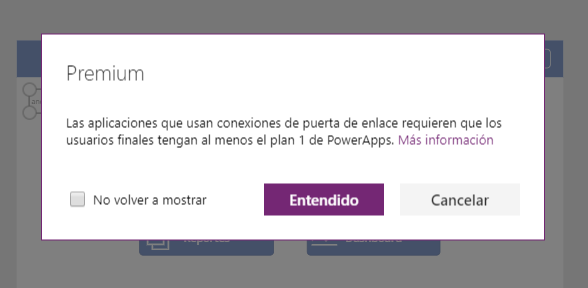 Premium
Las aplicaciones que usan conexiones de puerta de enlace requieren que los
usuarios finales tengan al menos el plan 1 de PowerApps. Más información
No volver a mostrar
Entendido
Cancelar